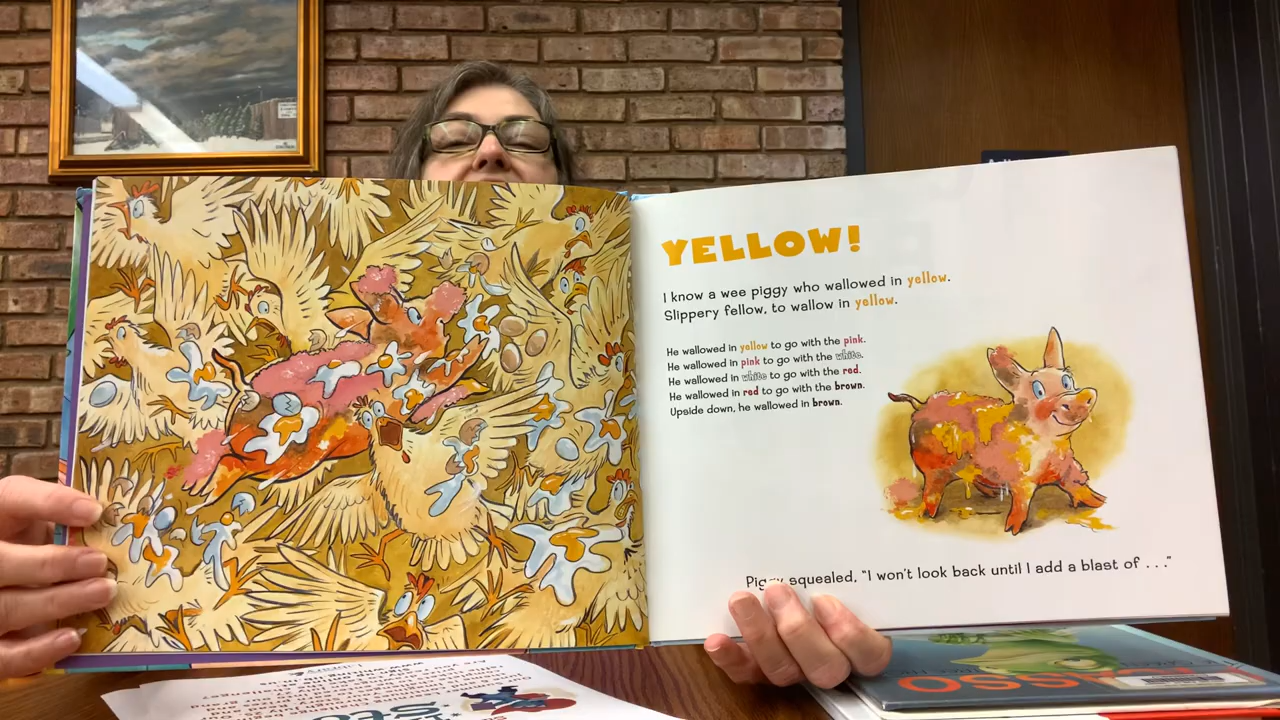 YELLOW!
I know a wee piggy who wallowed in yellow.
Slippery fellow, to wallow in yellow.
He wallowed in yellow to go with the pink.
He wallowed in pink to go with the white.
He wallowed in white to go with the red.
He wallowed in red to go with the brown.
Upside down, he wallowed in brown.
Piggy squealed, "I won't look back until I add a blast of . . ."